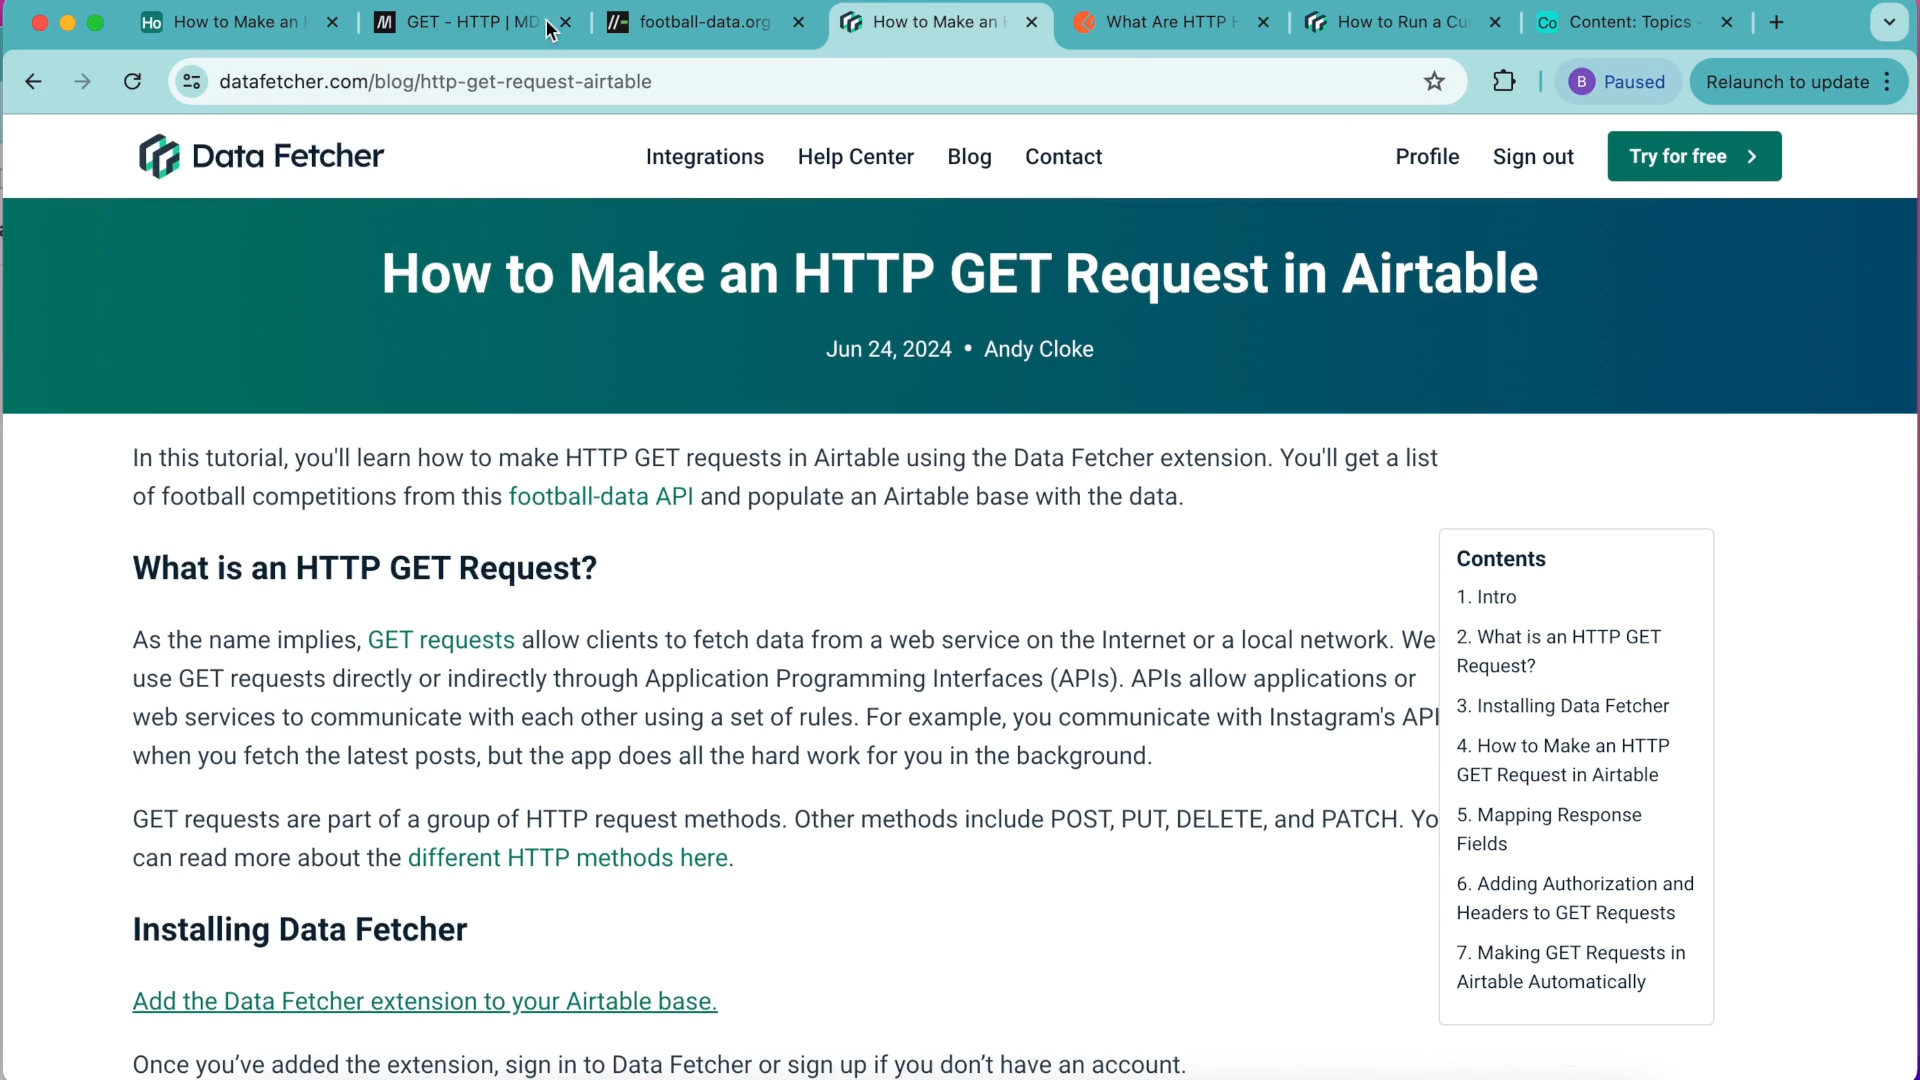 Ho How to Make an
GET - HTTP | MD
football-data.org
How to Make an
What Are HTTP
How to Run a Cu
Co Content: Topics
datafetcher.com/blog/http-get-request-airtable
B Paused
Relaunch to update
Data Fetcher
Integrations Help Center Blog Contact
Profile Sign out Try for free
How to Make an HTTP GET Request in Airtable
Jun 24, 2024 • Andy Cloke
In this tutorial, you'll learn how to make HTTP GET requests in Airtable using the Data Fetcher extension. You'll get a list
of football competitions from this football-data API and populate an Airtable base with the data.
What is an HTTP GET Request?
As the name implies, GET requests allow clients to fetch data from a web service on the Internet or a local network. We
use GET requests directly or indirectly through Application Programming Interfaces (APIs). APIs allow applications or
web services to communicate with each other using a set of rules. For example, you communicate with Instagram's API
when you fetch the latest posts, but the app does all the hard work for you in the background.
GET requests are part of a group of HTTP request methods. Other methods include POST, PUT, DELETE, and PATCH. Yo
can read more about the different HTTP methods here.
Installing Data Fetcher
Add the Data Fetcher extension to your Airtable base.
Once you’ve added the extension, sign in to Data Fetcher or sign up if you don’t have an account.
Contents
1. Intro
2. What is an HTTP GET
Request?
3. Installing Data Fetcher
4. How to Make an HTTP
GET Request in Airtable
5. Mapping Response
Fields
6. Adding Authorization and
Headers to GET Requests
7. Making GET Requests in
Airtable Automatically